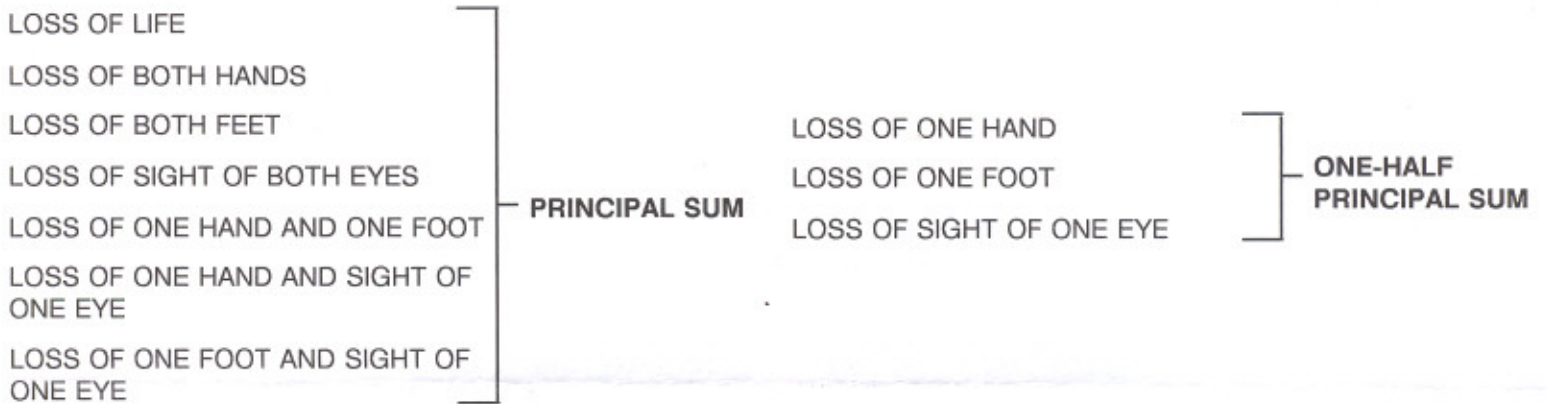 LOSS OF LIFE
LOSS OF BOTH HANDS
LOSS OF BOTH FEET
LOSS OF SIGHT OF BOTH EYES
LOSS OF ONE HAND AND ONE FOOT
LOSS OF ONE HAND AND SIGHT OF
ONE EYE
LOSS OF ONE FOOT AND SIGHT OF
ONE EYE
PRINCIPAL SUM
LOSS OF ONE HAND
LOSS OF ONE FOOT
LOSS OF SIGHT OF ONE EYE
ONE-HALF
PRINCIPAL SUM